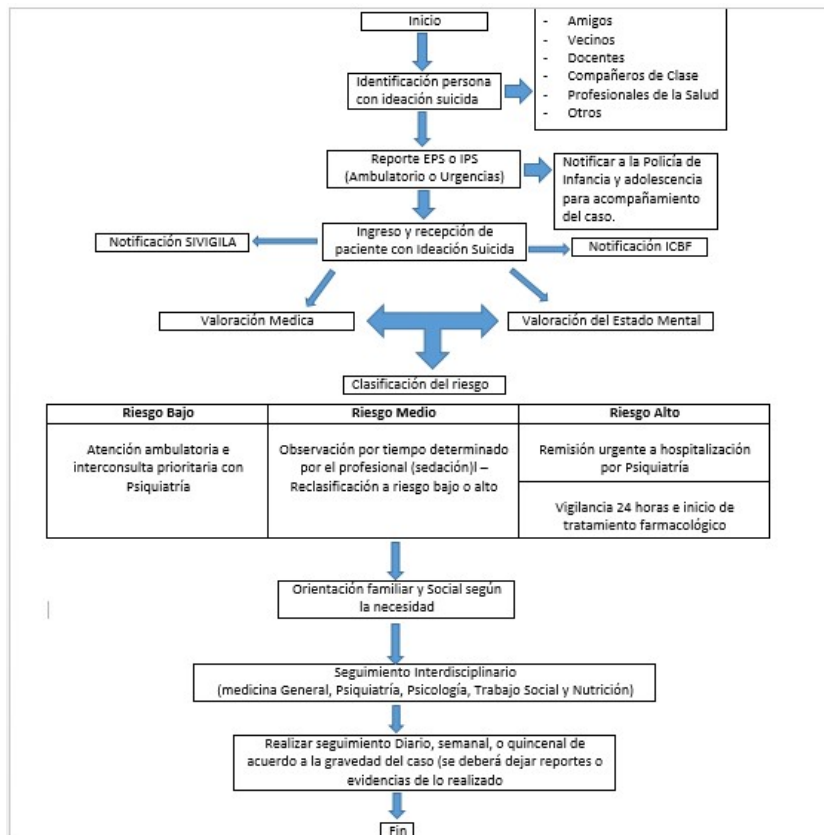 Inicio
- Amigos
- Vecinos
- Docentes
- Compañeros de Clase
- Profesionales de la Salud
- Otros
Identificación persona
con ideación suicida
Reporte EPS o IPS
(Ambulatorio o Urgencias)
Notificar a la Policía de
Infancia y adolescencia
para acompañamiento
del caso.
Ingreso y recepción de
paciente con Ideación Suicida
Notificación SIVIGILA
Notificación ICBF
Valoración Medica
Valoración del Estado Mental
Clasificación del riesgo
Riesgo Bajo
Riesgo Medio
Riesgo Alto
Atención ambulatoria e
interconsulta prioritaria con
Psiquiatría
Observación por tiempo determinado
por el profesional (sedación)l –
Reclasificación a riesgo bajo o alto
Remisión urgente a hospitalización
por Psiquiatría
Vigilancia 24 horas e inicio de
tratamiento farmacológico
Orientación familiar y Social según
la necesidad
Seguimiento Interdisciplinario
(medicina General, Psiquiatría, Psicología, Trabajo Social y Nutrición)
Realizar seguimiento Diario, semanal, o quincenal de
acuerdo a la gravedad del caso (se deberá dejar reportes o
evidencias de lo realizado
Fin